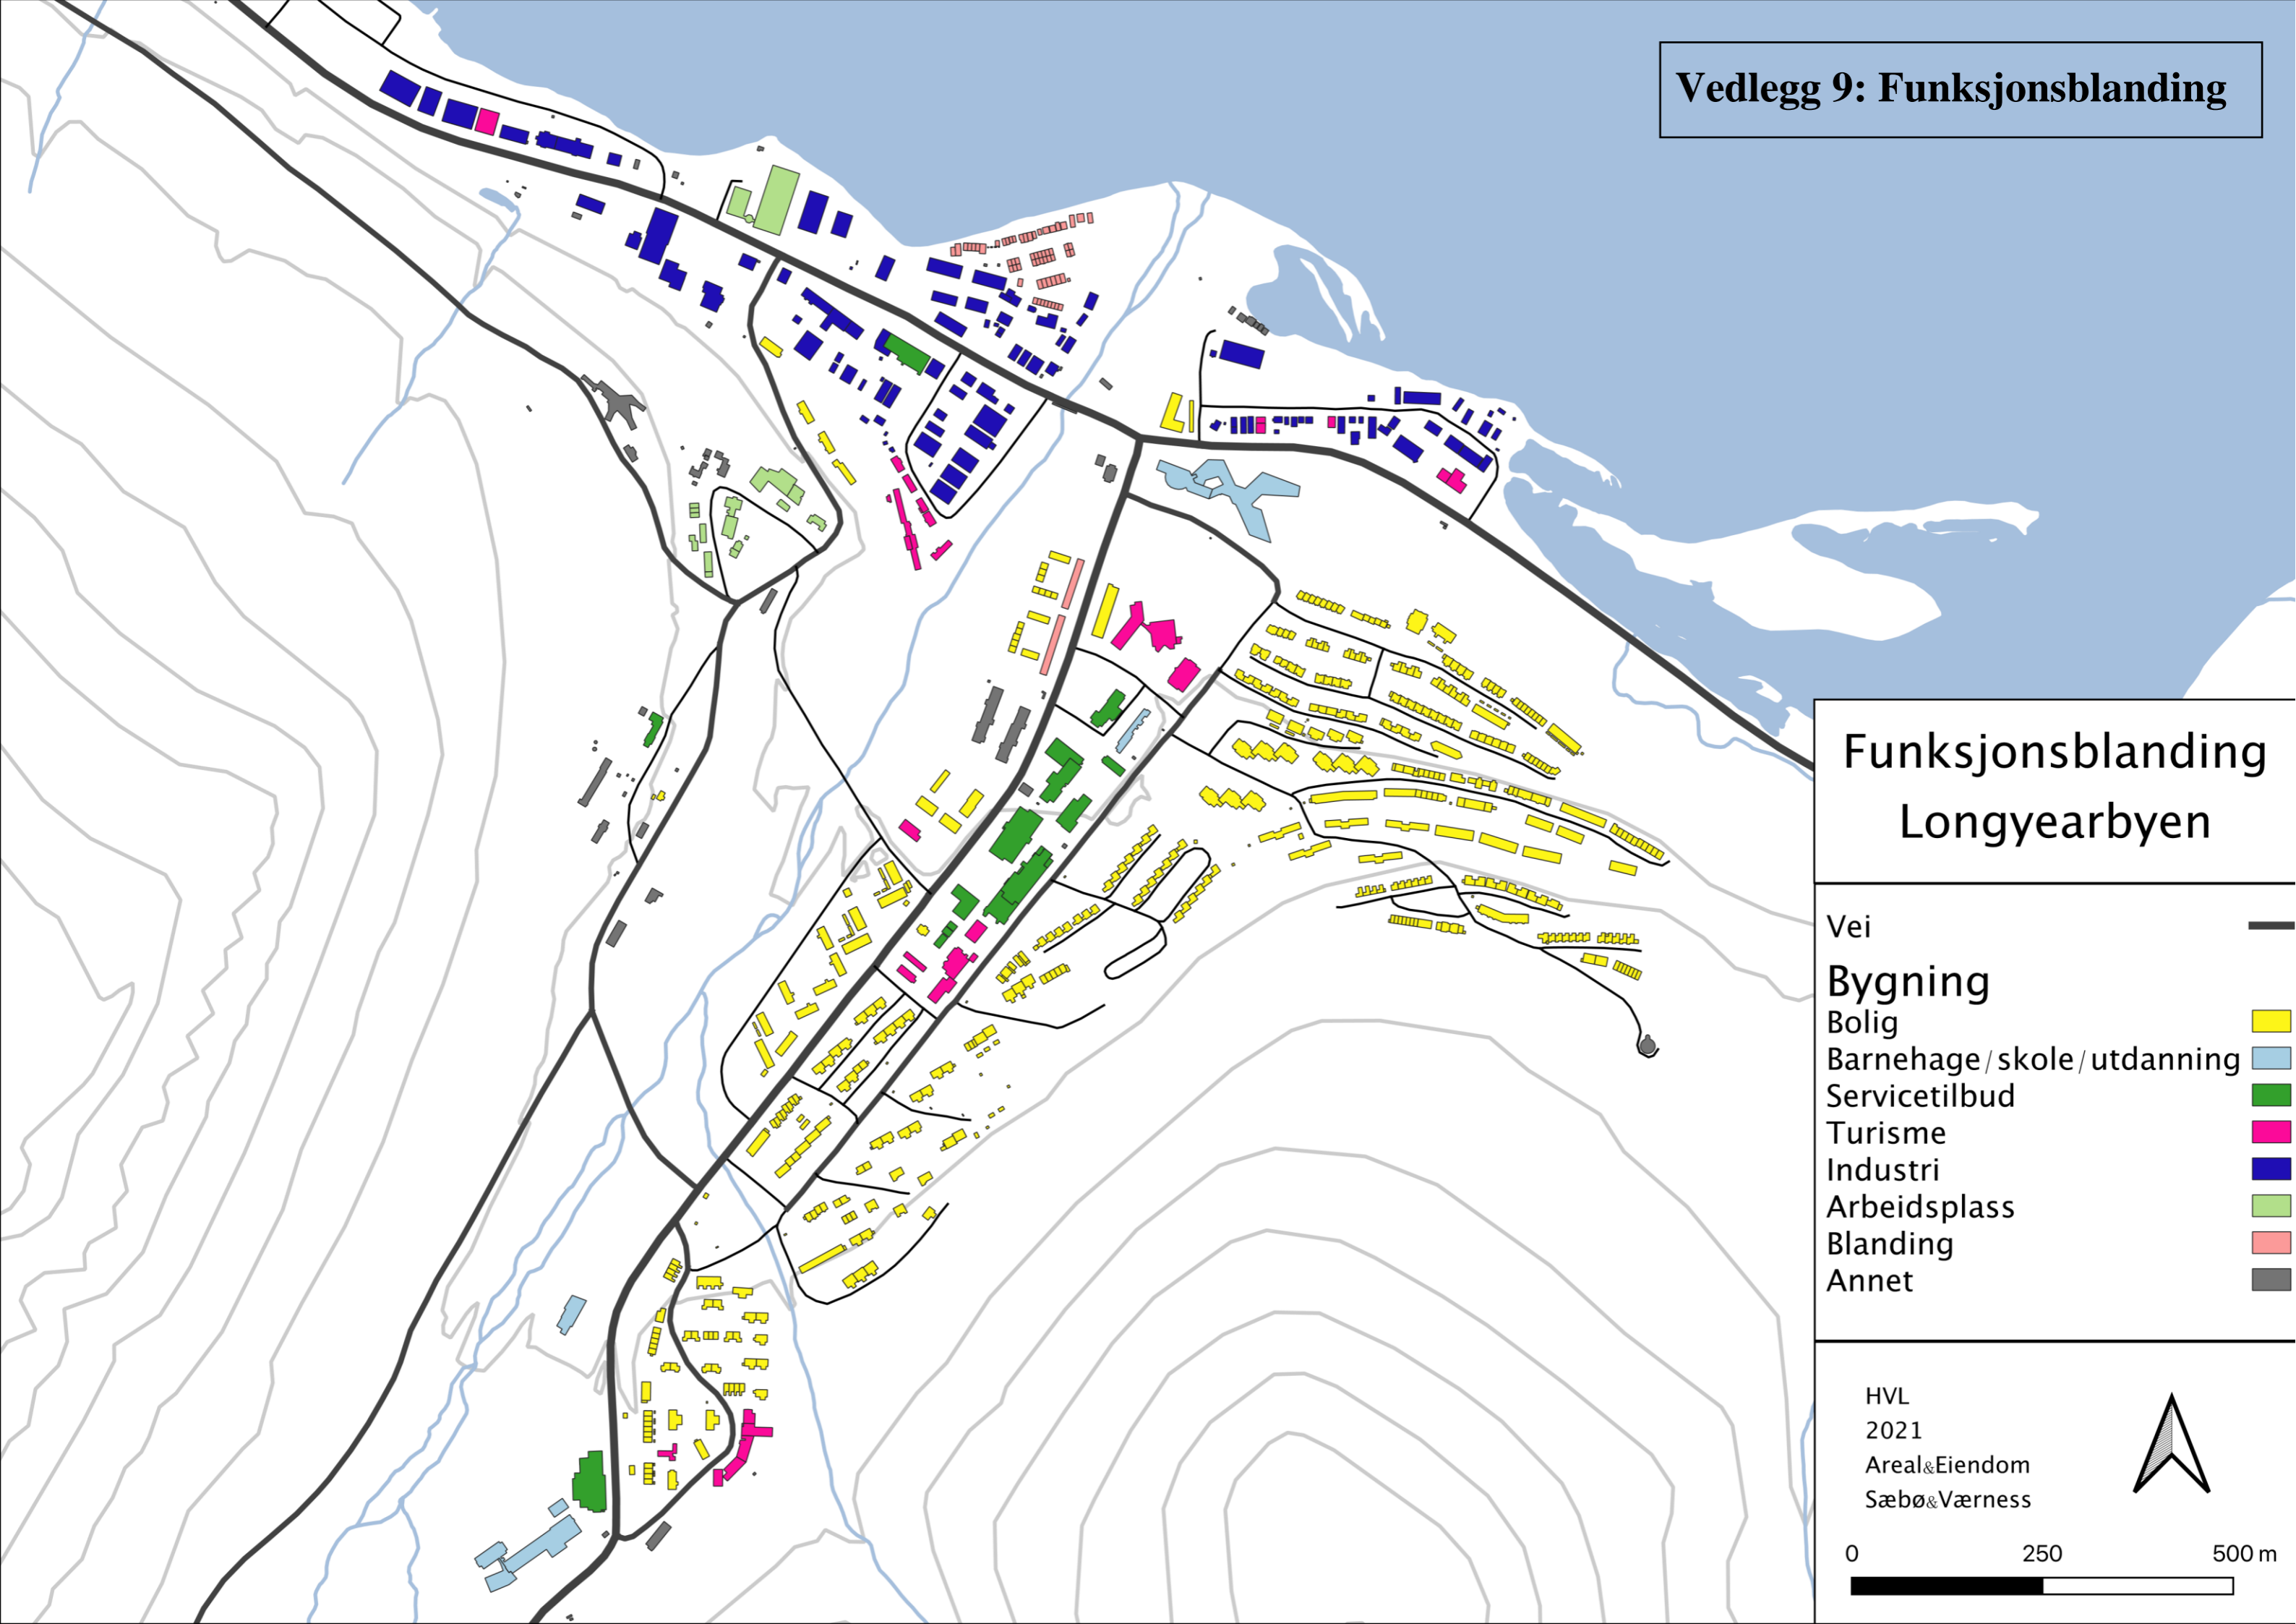 Vedlegg 9: Funksjonsblanding
Funksjonsblanding
Longyearbyen
Vei
Bygning
Bolig
Barnehage/skole/utdanning
Servicetilbud
Turisme
Industri
Arbeidsplass
Blanding
Annet
HVL
2021
Areal&Eiendom
Sæbø&Værness
0 250 500 m